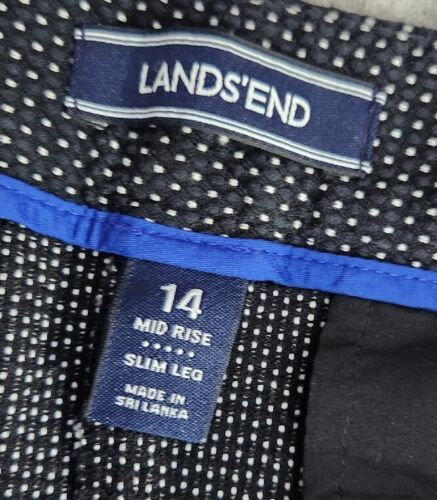 LANDS'END
14
MID RISE
SLIM LEG
MADE IN
SRI LANKA